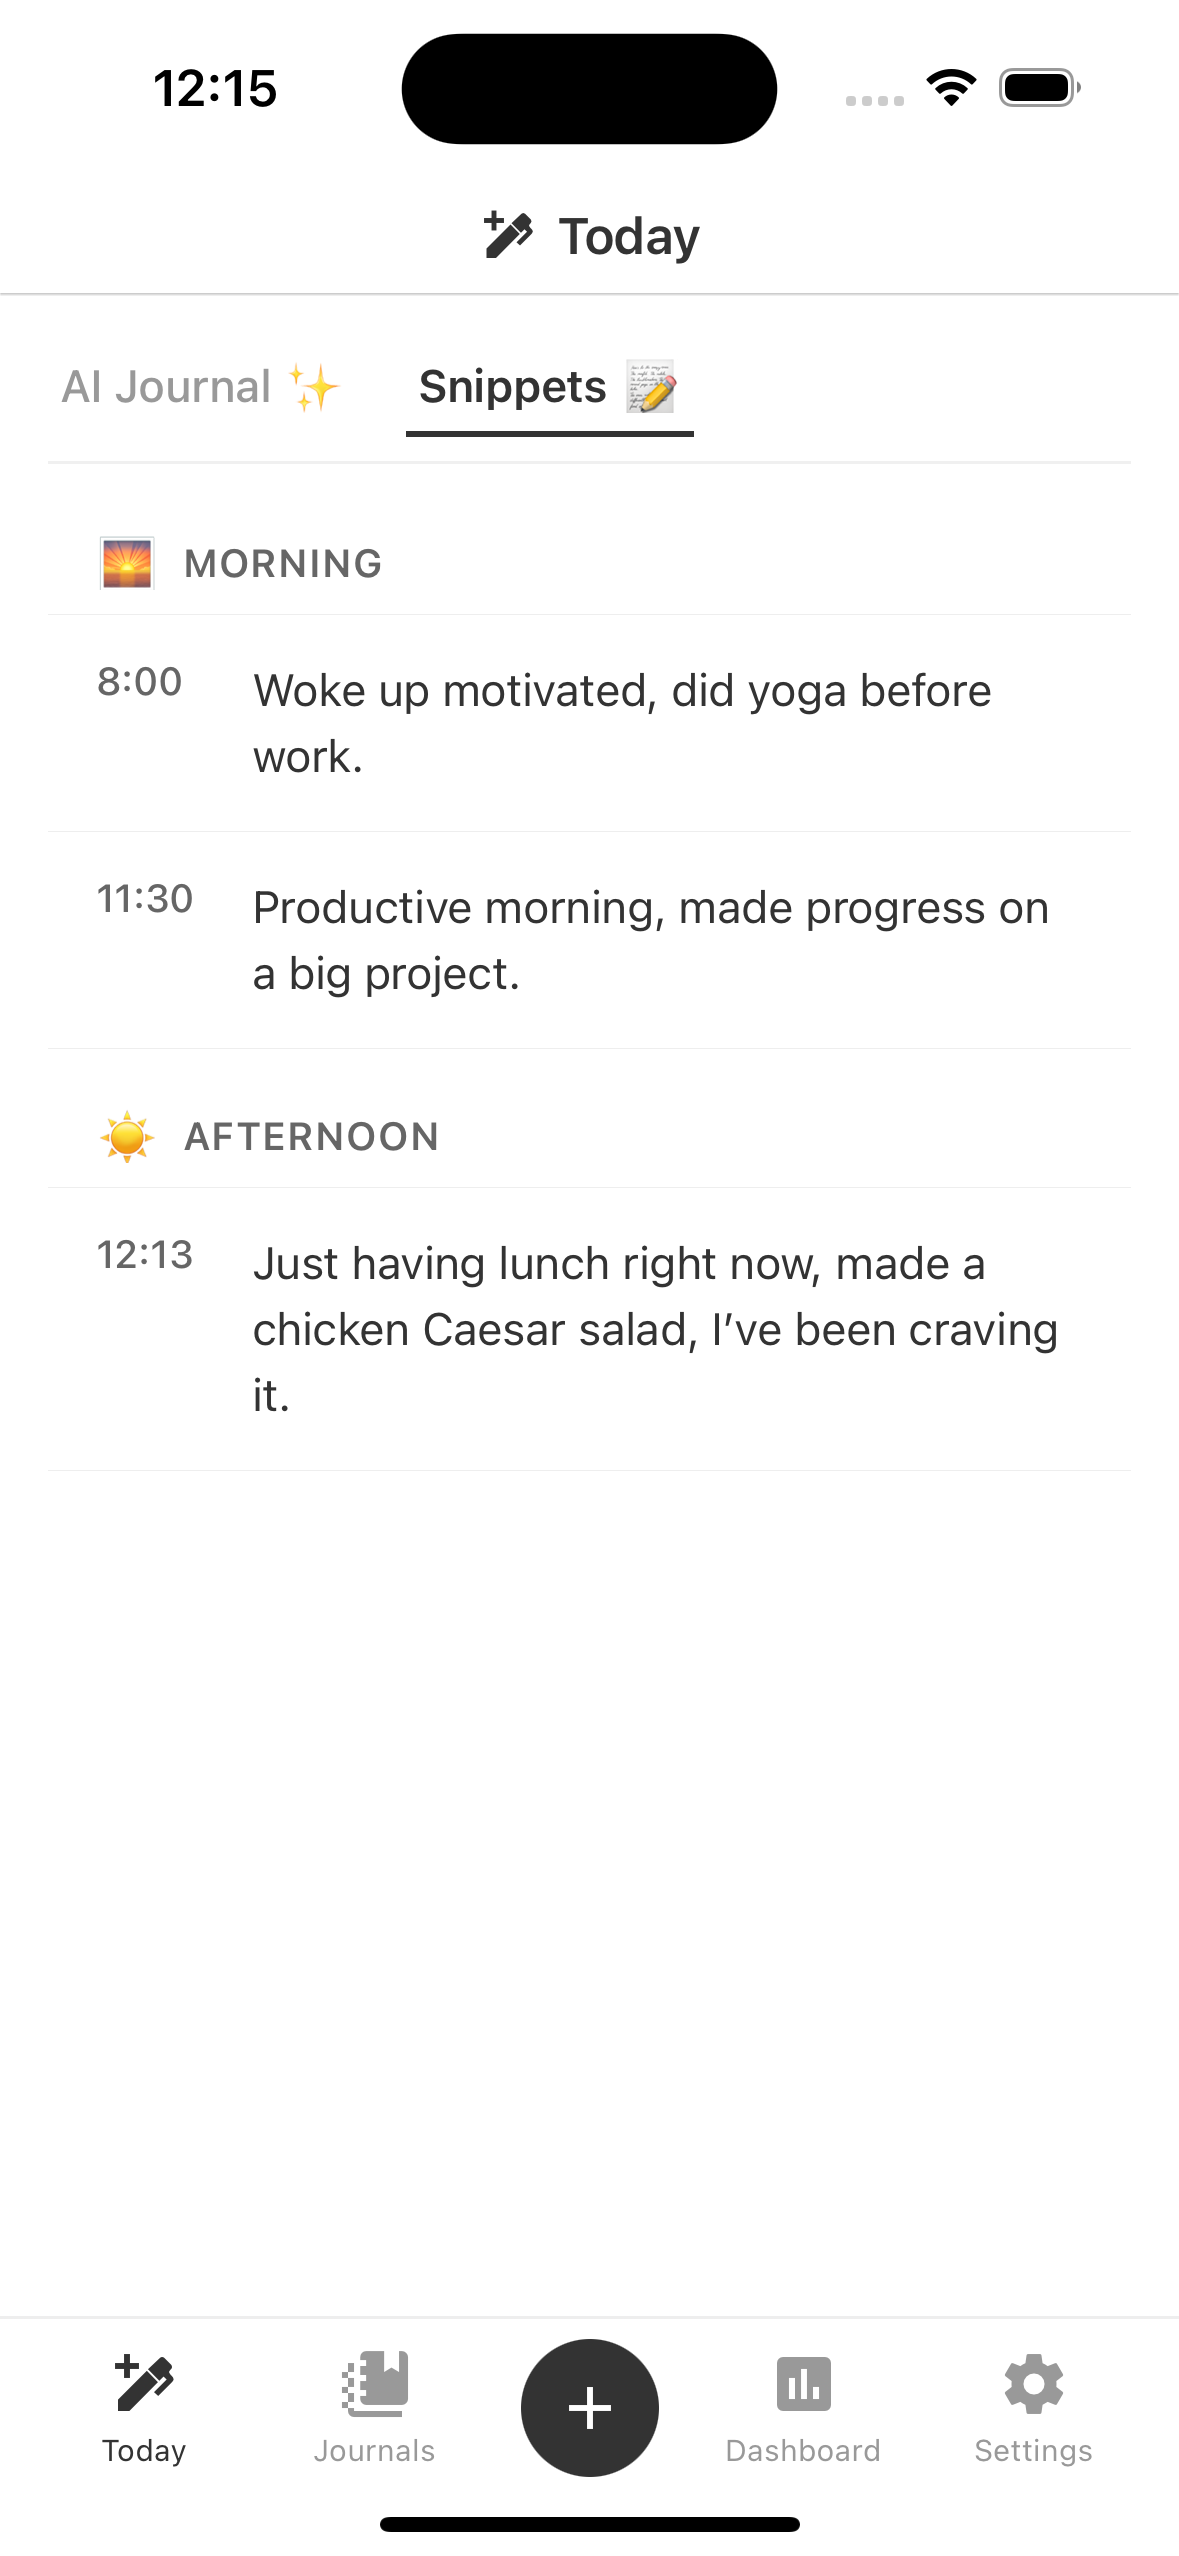 12:15
Today
AI Journal ✨
Snippets 📝
MORNING
8:00
Woke up motivated, did yoga before
work.
11:30
Productive morning, made progress on
a big project.
AFTERNOON
12:13
Just having lunch right now, made a
chicken Caesar salad, I’ve been craving
it.
Today
Journals
Dashboard
Settings